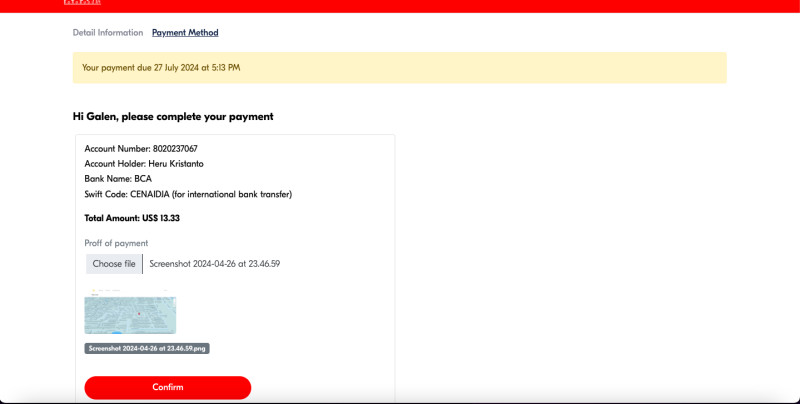 Detail Information Payment Method
Your payment due 27 July 2024 at 5:13 PM
Hi Galen, please complete your payment
Account Number: 8020237067
Account Holder: Heru Kristanto
Bank Name: BCA
Swift Code: CENAIDIA (for international bank transfer)
Total Amount: US$ 13.33
Proff of payment
Choose file Screenshot 2024-04-26 at 23.46.59
Screenshot 2024-04-26 at 23.46.59.png
Confirm